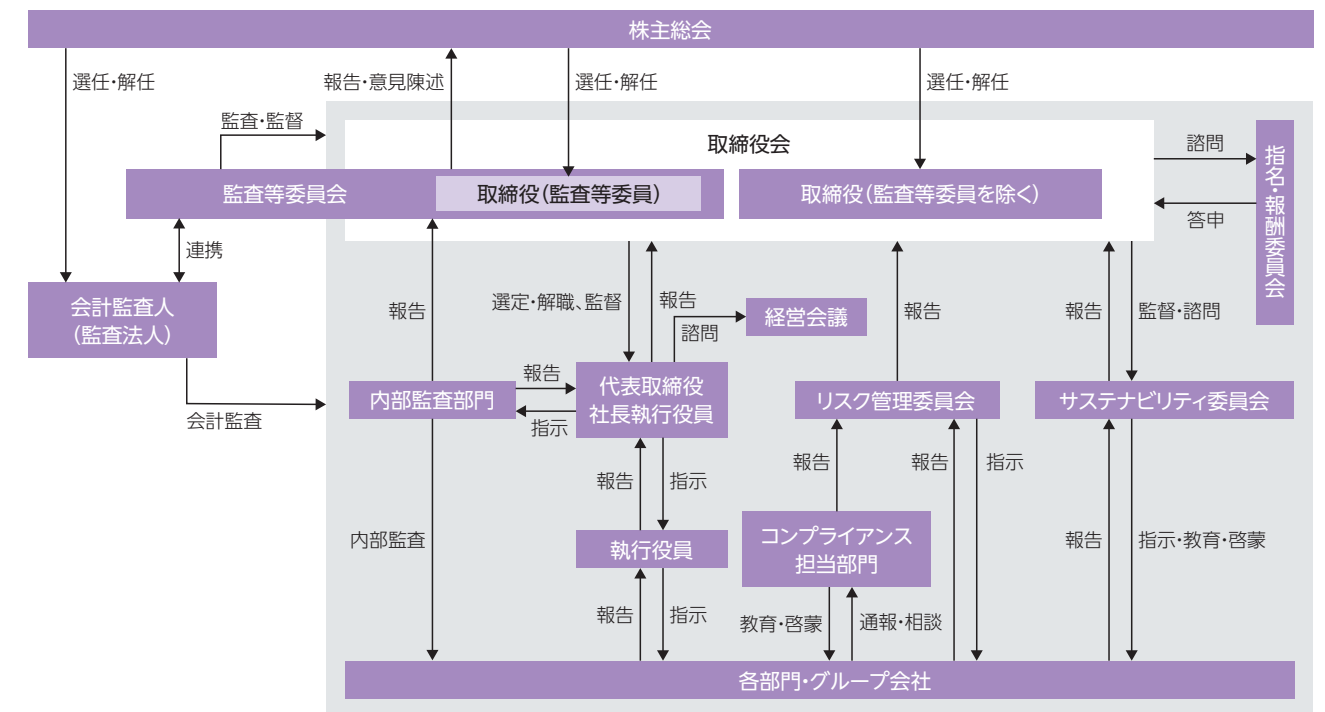 株主総会
選任・解任
報告・意見陳述
選任・解任
選任・解任
監査・監督
取締役会
諮問
答申
指名・報酬委員会
監査等委員会
取締役（監査等委員）
取締役（監査等委員を除く）
連携
会計監査人
（監査法人）
会計監査
報告
選定・解職、監督
報告
諮問
経営会議
報告
報告
監督・諮問
内部監査部門
報告
指示
代表取締役
社長執行役員
リスク管理委員会
サステナビリティ委員会
報告
指示
報告
報告
指示
内部監査
執行役員
コンプライアンス
担当部門
報告
指示・教育・啓蒙
報告
指示
教育・啓蒙
通報・相談
各部門・グループ会社